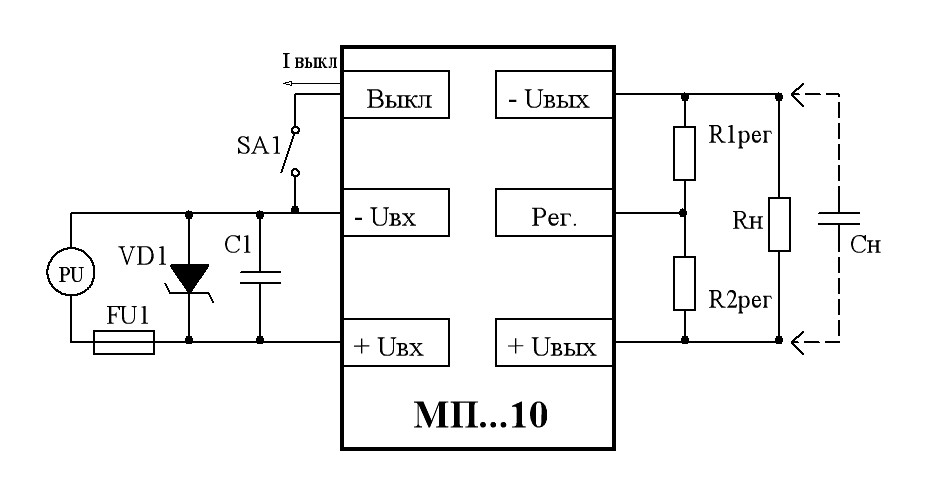 I выкл
Выкл
- Uвых
SA1
R1рег
- Uвх
Рег.
Rн
Cн
VD1
C1
PU
FU1
R2рег
+ Uвх
+ Uвых
МП...10